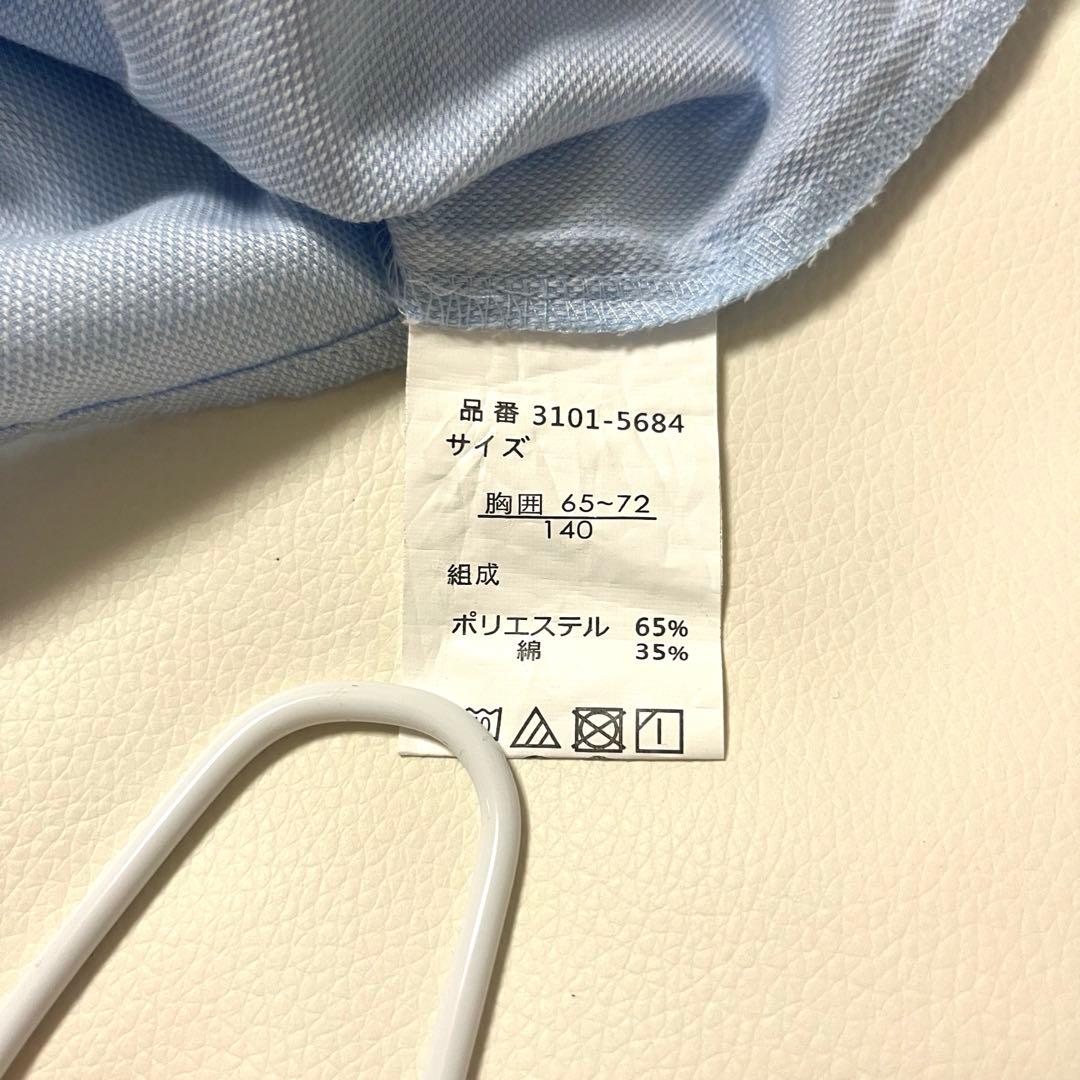 品番 3101-5684
サイズ
胸囲 65~72
140
組成
ポリエステル 65%
綿 35%